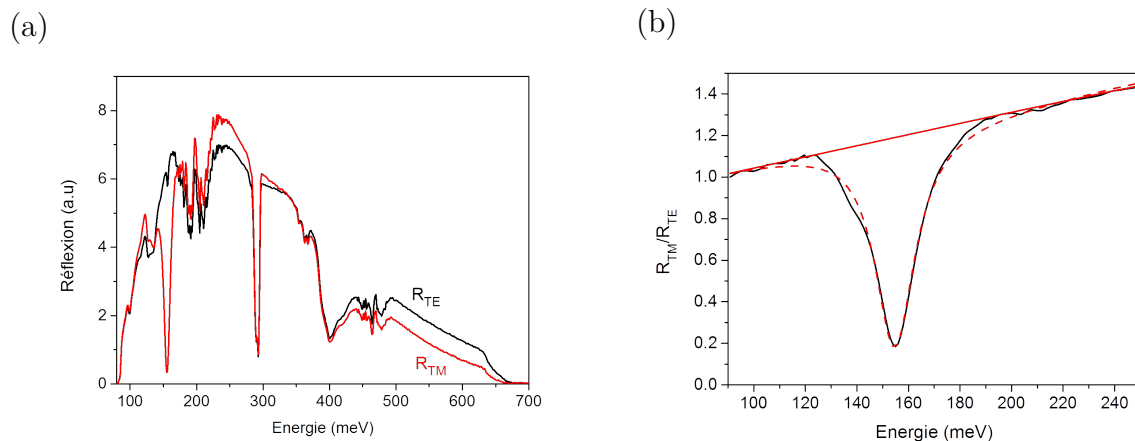 (a)
(b)
8
6
4
2
0
Réflexion (a.u)
R_TE
R_TM
100 200 300 400 500 600 700
Energie (meV)
1.4
1.2
1.0
0.8
0.6
0.4
0.2
0.0
R_TM/R_TE
100 120 140 160 180 200 220 240
Energie (meV)